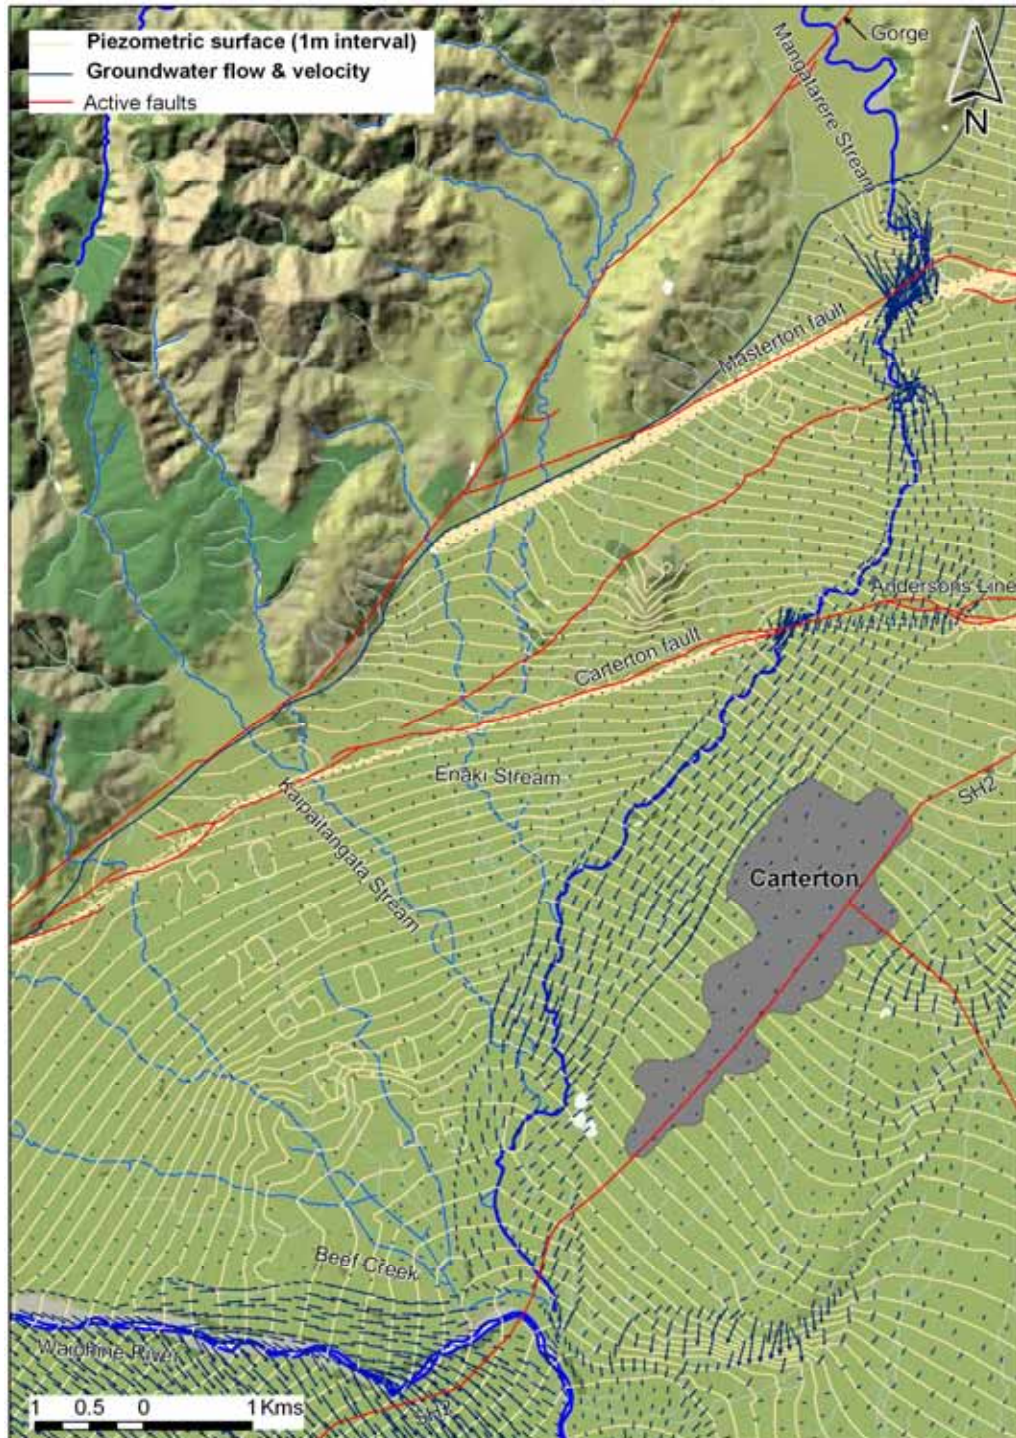 Piezometric surface (1m interval)
Groundwater flow & velocity
Active faults
Gorge
Mangatarere Stream
N
Masterton fault
Andersons Line
Carterton fault
Enaki Stream
SH2
Kaipaitangata Stream
Carterton
Beef Creek
Waiohine River
SH2
1 0.5 0 1 Kms